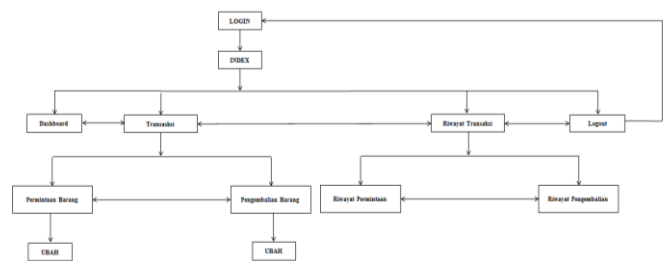 LOGIN
INDEX
Dashboard
Transaksi
Riwayat Transaksi
Logout
Permintaan Barang
Pengembalian Barang
Riwayat Permintaan
Riwayat Pengembalian
UBAH
UBAH